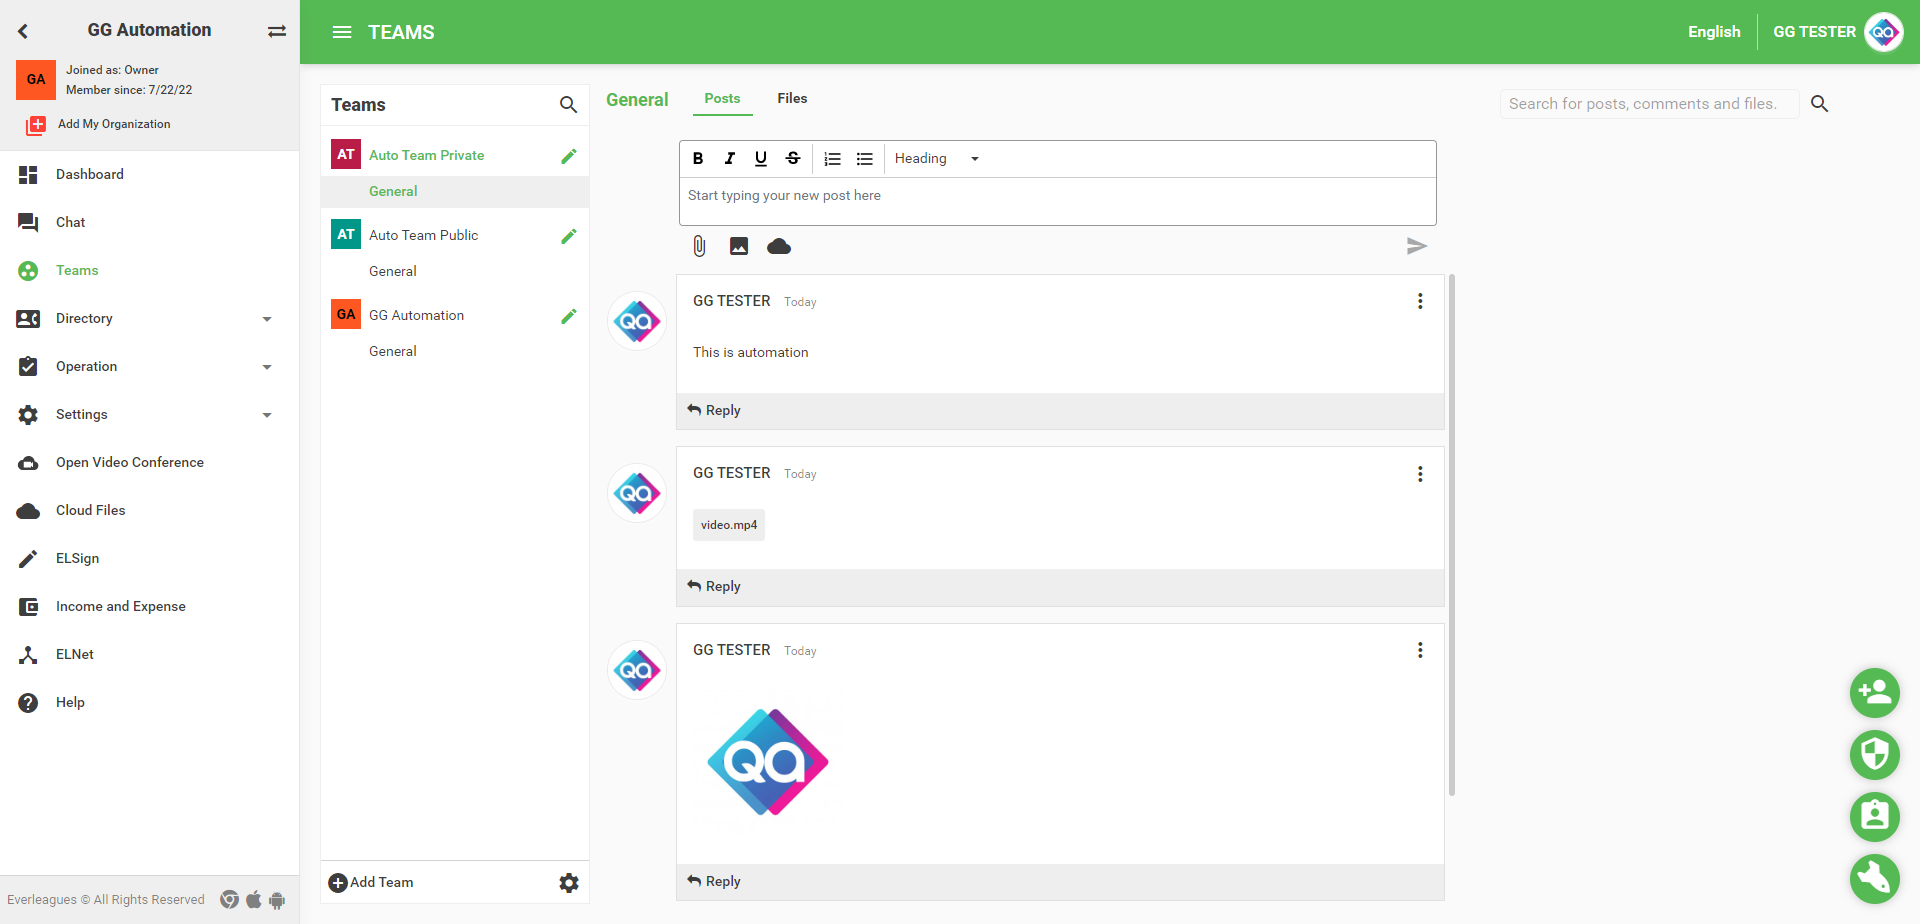 GG Automation
GA
Joined as: Owner
Member since: 7/22/22
Add My Organization
Dashboard
Chat
Teams
Directory
Operation
Settings
Open Video Conference
Cloud Files
ELSign
Income and Expense
ELNet
Help
Everleagues © All Rights Reserved
TEAMS
English
GG TESTER
Qa
Teams
AT
Auto Team Private
General
AT
Auto Team Public
General
GA
GG Automation
General
Add Team
General
Posts
Files
Search for posts, comments and files.
B I U S
Heading
Start typing your new post here
Qa
GG TESTER Today
This is automation
Reply
Qa
GG TESTER Today
video.mp4
Reply
Qa
GG TESTER Today
Qa
Reply